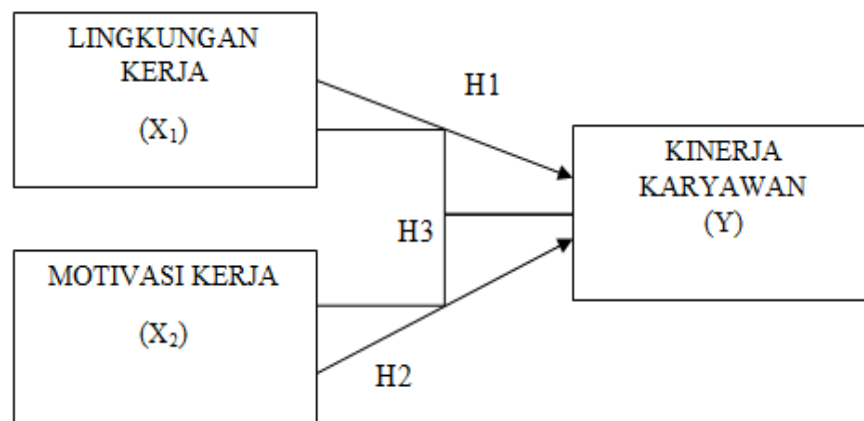 LINGKUNGAN
KERJA
(X₁)
H1
KINERJA
KARYAWAN
(Y)
H3
MOTIVASI KERJA
(X₂)
H2